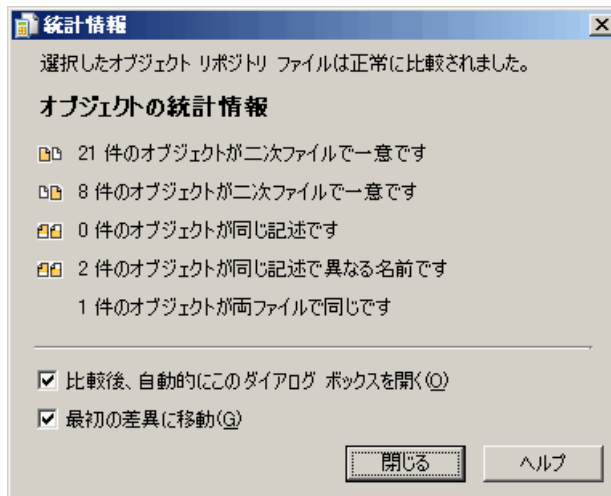 統計情報
選択したオブジェクト リポジトリ ファイルは正常に比較されました。
オブジェクトの統計情報
21 件のオブジェクトが二次ファイルで一意です
8 件のオブジェクトが二次ファイルで一意です
0 件のオブジェクトが同じ記述です
2 件のオブジェクトが同じ記述で異なる名前です
1 件のオブジェクトが両ファイルで同じです
比較後、自動的にこのダイアログ ボックスを開く(O)
最初の差異に移動(G)
閉じる
ヘルプ